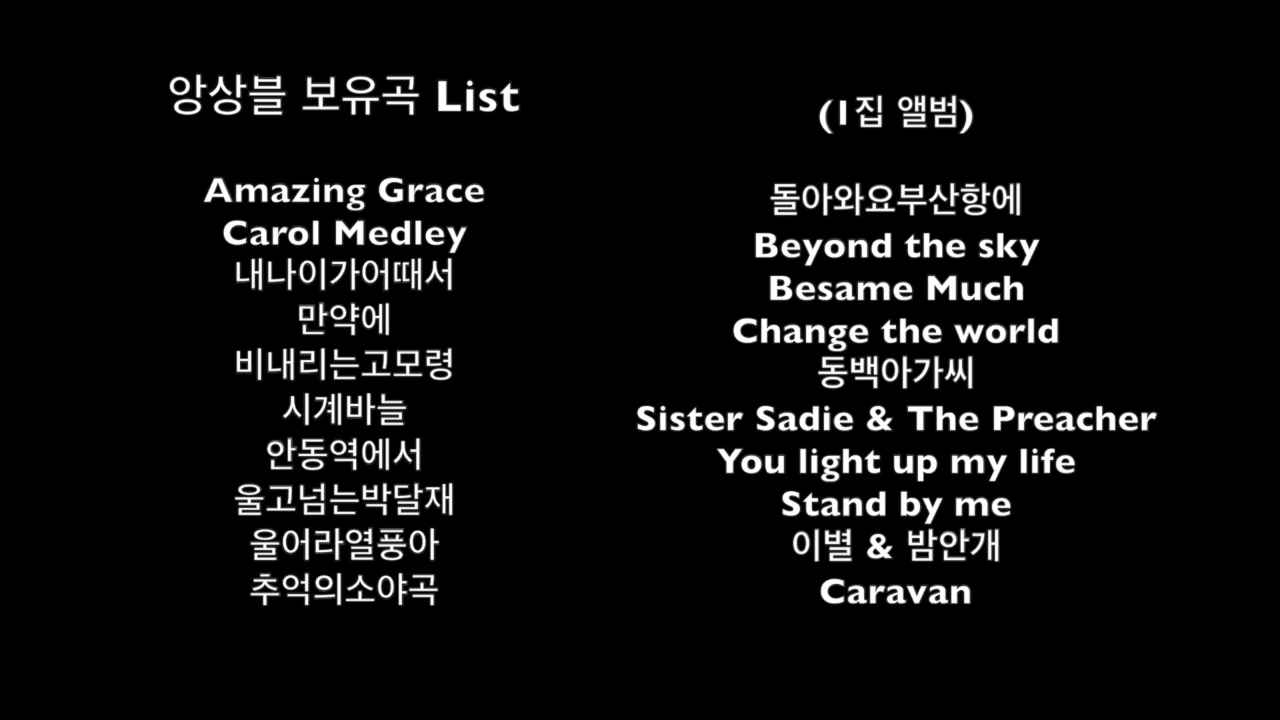 앙상블 보유곡 List
Amazing Grace
Carol Medley
내나이가어때서
만약에
비내리는고모령
시계바늘
안동역에서
울고넘는박달재
울어라열풍아
추억의소야곡
(1집 앨범)
돌아와요부산항에
Beyond the sky
Besame Much
Change the world
동백아가씨
Sister Sadie & The Preacher
You light up my life
Stand by me
이별 & 밤안개
Caravan